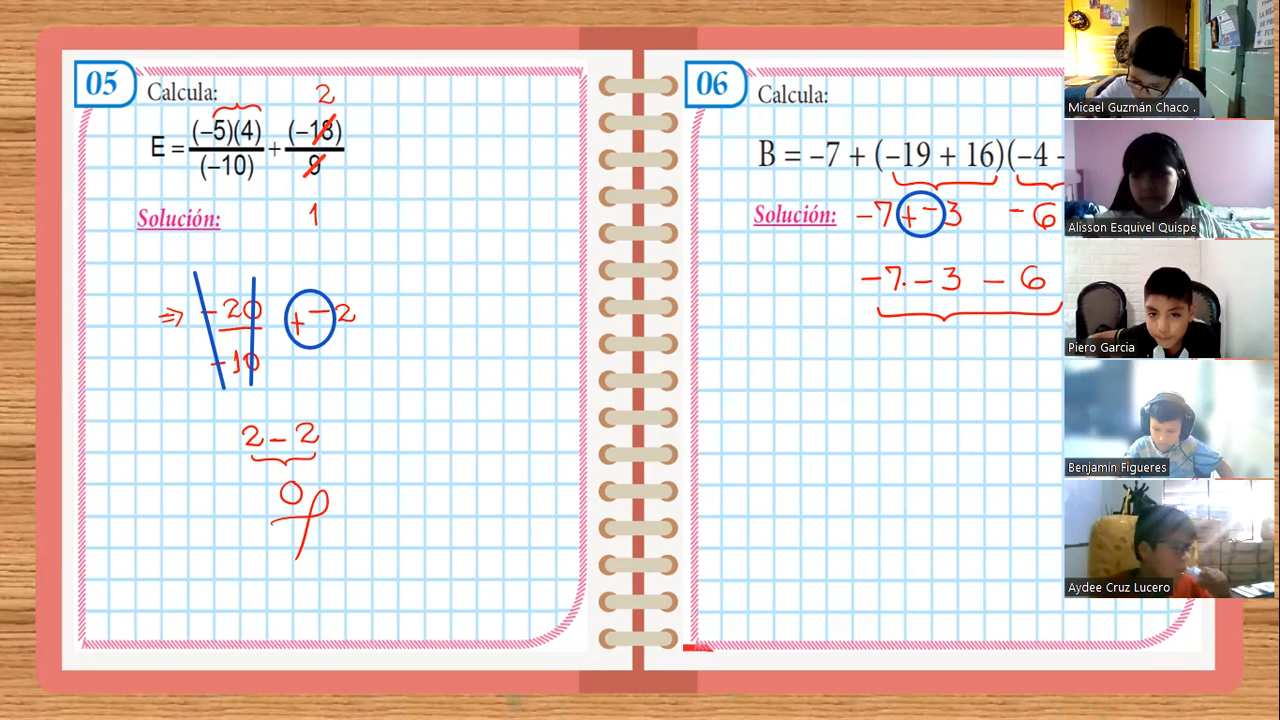 05
Calcula:
2
E = (–5)(4)/(–10) + (–18)/9
Solución:
1
⇒ -20/-10 + -2
2 - 2
0
06
Calcula:
B = –7 + (–19 + 16)(–4 -
Solución:
-7 + -3 - 6
-7 - 3 - 6
Micael Guzmán Chaco .
Alisson Esquivel Quispe
Piero Garcia
Benjamin Figueres
Aydee Cruz Lucero